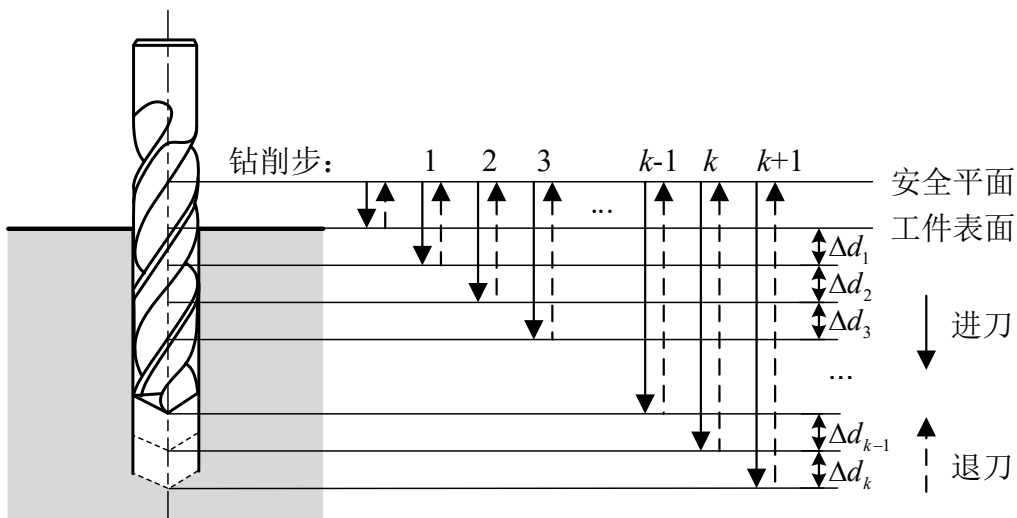 钻削步: 1 2 3 k-1 k k+1
安全平面
工件表面
...
Δd₁
Δd₂
Δd₃
进刀
...
Δdₖ₋₁
Δdₖ
退刀